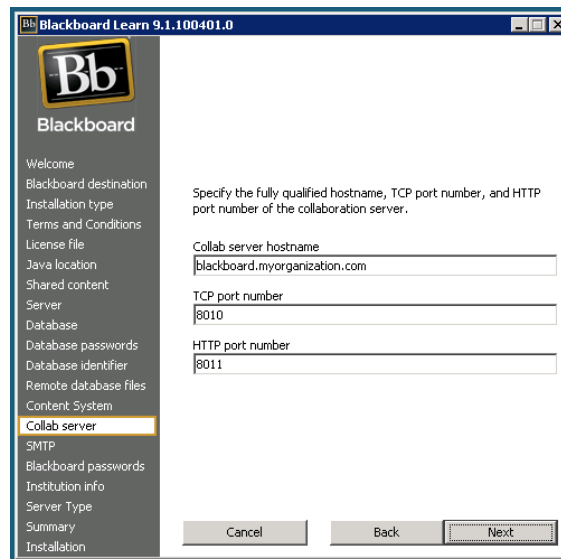 Bb Blackboard Learn 9.1.100401.0
Bb
Blackboard
Welcome
Blackboard destination
Installation type
Terms and Conditions
License file
Java location
Shared content
Server
Database
Database passwords
Database identifier
Remote database files
Content System
Collab server
SMTP
Blackboard passwords
Institution info
Server Type
Summary
Installation
Specify the fully qualified hostname, TCP port number, and HTTP
port number of the collaboration server.
Collab server hostname
blackboard.myorganization.com
TCP port number
8010
HTTP port number
8011
Cancel
Back
Next